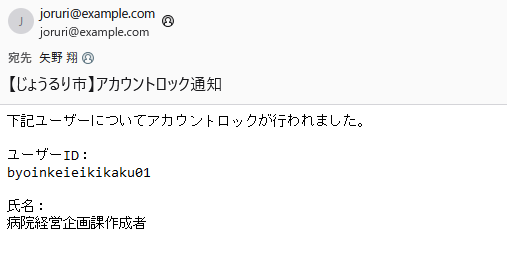 J
joruri@example.com
joruri@example.com
宛先 矢野 翔
【じょうるり市】アカウントロック通知
下記ユーザーについてアカウントロックが行われました。
ユーザーID：
byoinkeieikikaku01
氏名：
病院経営企画課作成者